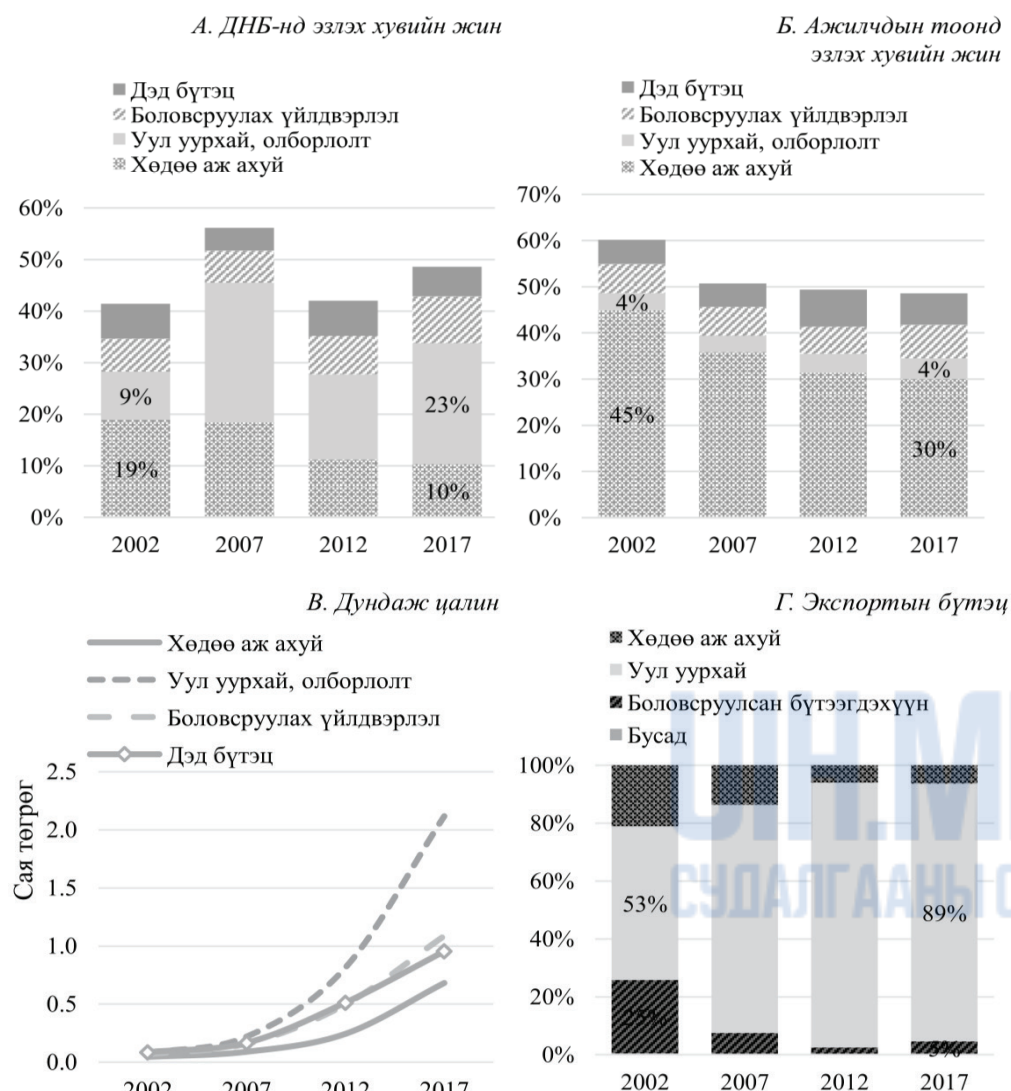 А. ДНБ-нд эзлэх хувийн жин
Дэд бүтэц
Боловсруулах үйлдвэрлэл
Уул уурхай, олборлолт
Хөдөө аж ахуй
60%
50%
40%
30%
20%
10%
0%
9%
19%
23%
10%
2002 2007 2012 2017
Б. Ажилчдын тоонд
эзлэх хувийн жин
Дэд бүтэц
Боловсруулах үйлдвэрлэл
Уул уурхай, олборлолт
Хөдөө аж ахуй
70%
60%
50%
40%
30%
20%
10%
0%
4%
45%
4%
30%
2002 2007 2012 2017
В. Дундаж цалин
Хөдөө аж ахуй
Уул уурхай, олборлолт
Боловсруулах үйлдвэрлэл
Дэд бүтэц
Сая төгрөг
2.5
2.0
1.5
1.0
0.5
0.0
2002 2007 2012 2017
Г. Экспортын бүтэц
Хөдөө аж ахуй
Уул уурхай
Боловсруулсан бүтээгдэхүүн
Бусад
100%
80%
60%
40%
20%
0%
53%
25%
89%
5%
2002 2007 2012 2017
СУДАЛГААНЫ